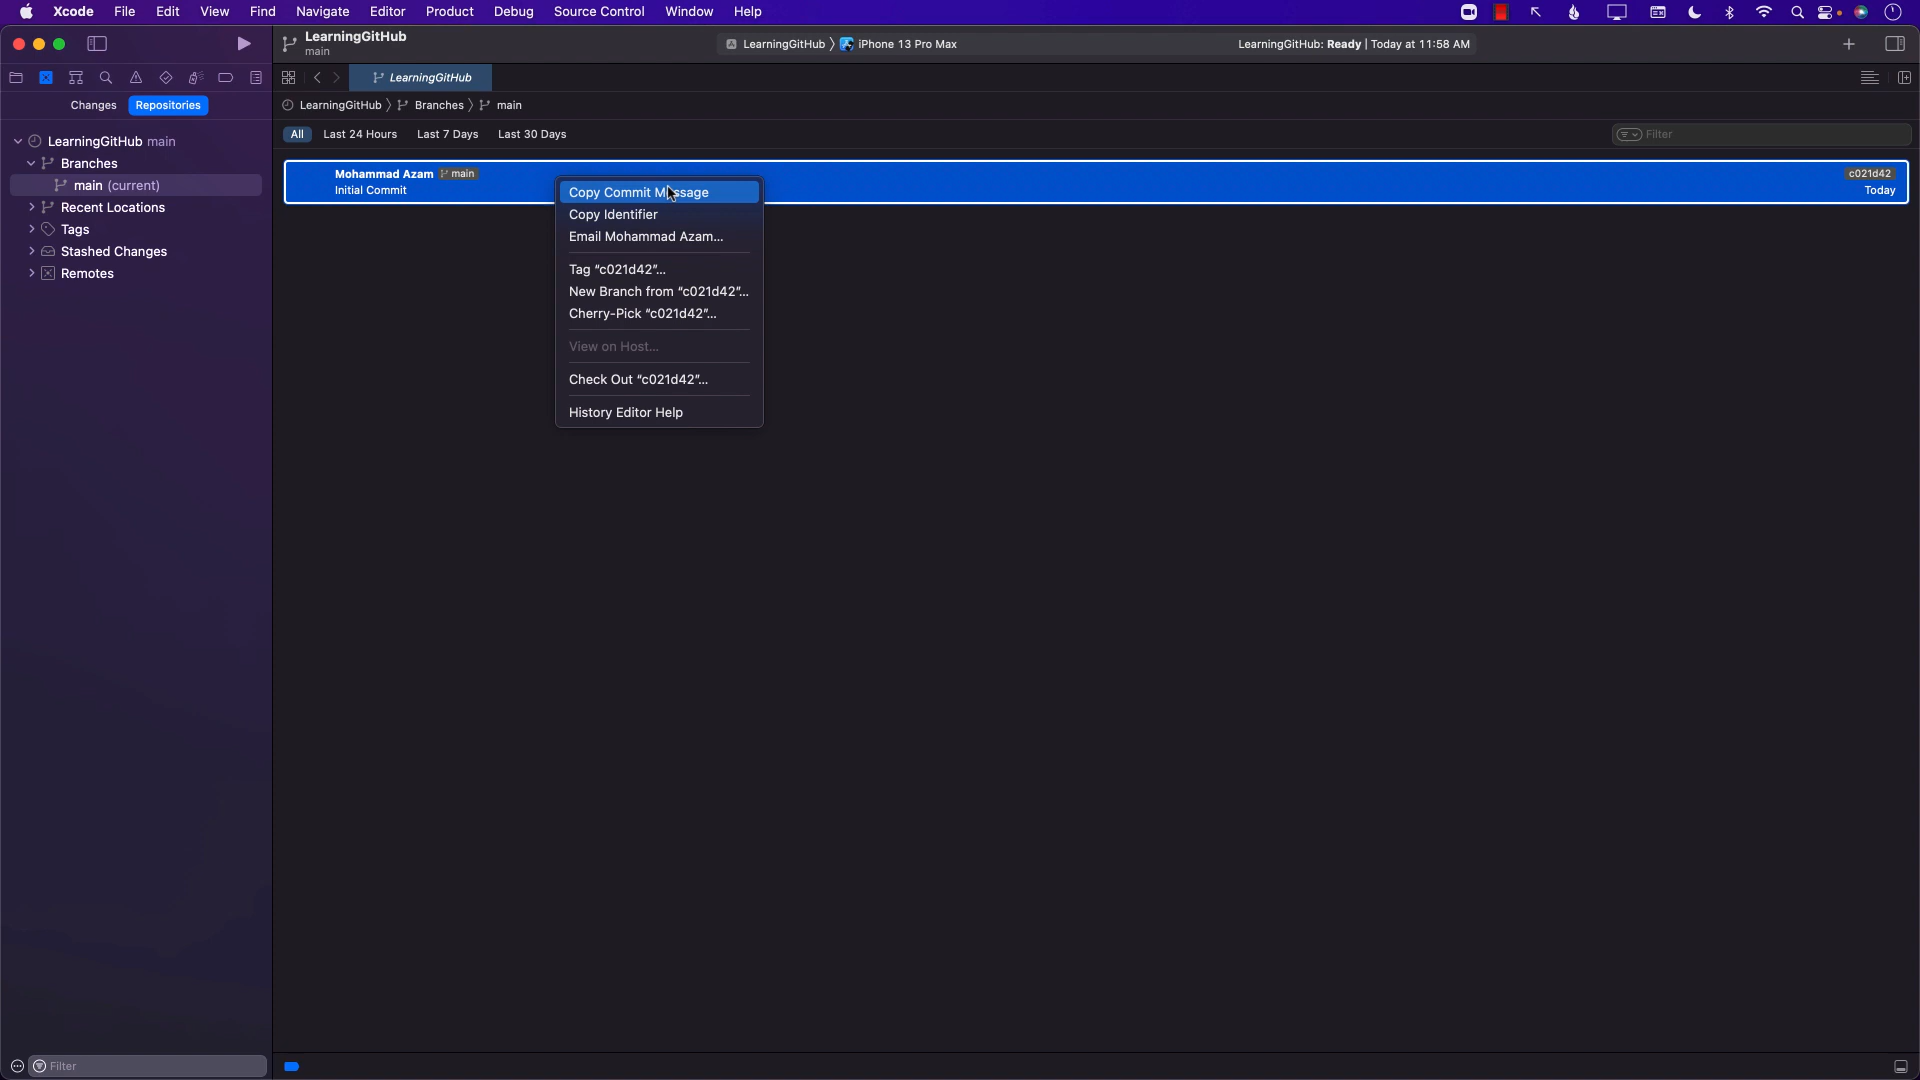 Xcode File Edit View Find Navigate Editor Product Debug Source Control Window Help
LearningGitHub
main
LearningGitHub 〉 iPhone 13 Pro Max
LearningGitHub: Ready | Today at 11:58 AM
LearningGitHub
Changes Repositories
LearningGitHub 〉 Branches 〉 main
All Last 24 Hours Last 7 Days Last 30 Days
Filter
LearningGitHub main
Branches
main (current)
Recent Locations
Tags
Stashed Changes
Remotes
Mohammad Azam main
c021d42
Initial Commit
Today
Copy Commit Message
Copy Identifier
Email Mohammad Azam...
Tag “c021d42”...
New Branch from “c021d42”...
Cherry-Pick “c021d42”...
View on Host...
Check Out “c021d42”...
History Editor Help
Filter